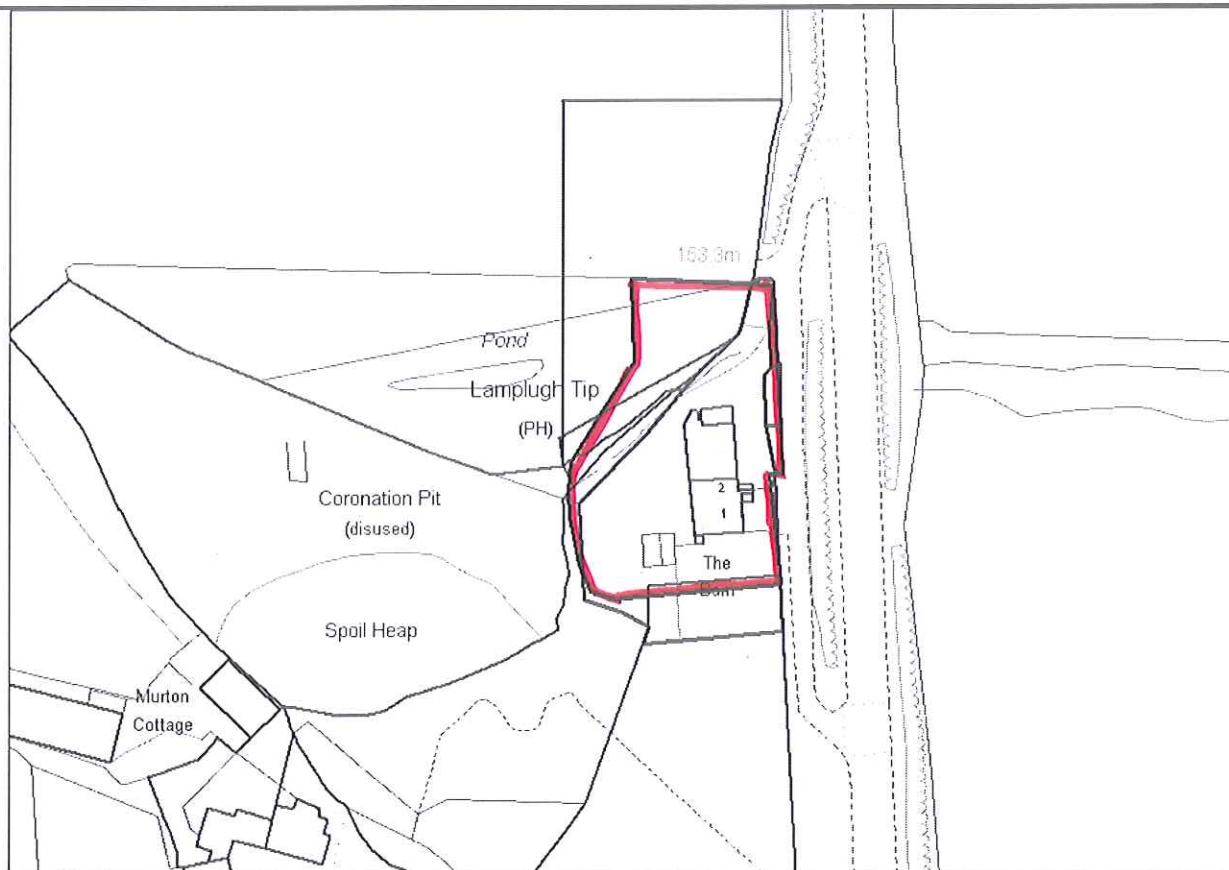 163.3m
Pond
Lamplugh Tip
(PH)
Coronation Pit
(disused)
2
1
The
Spoil Heap
Murton
Cottage